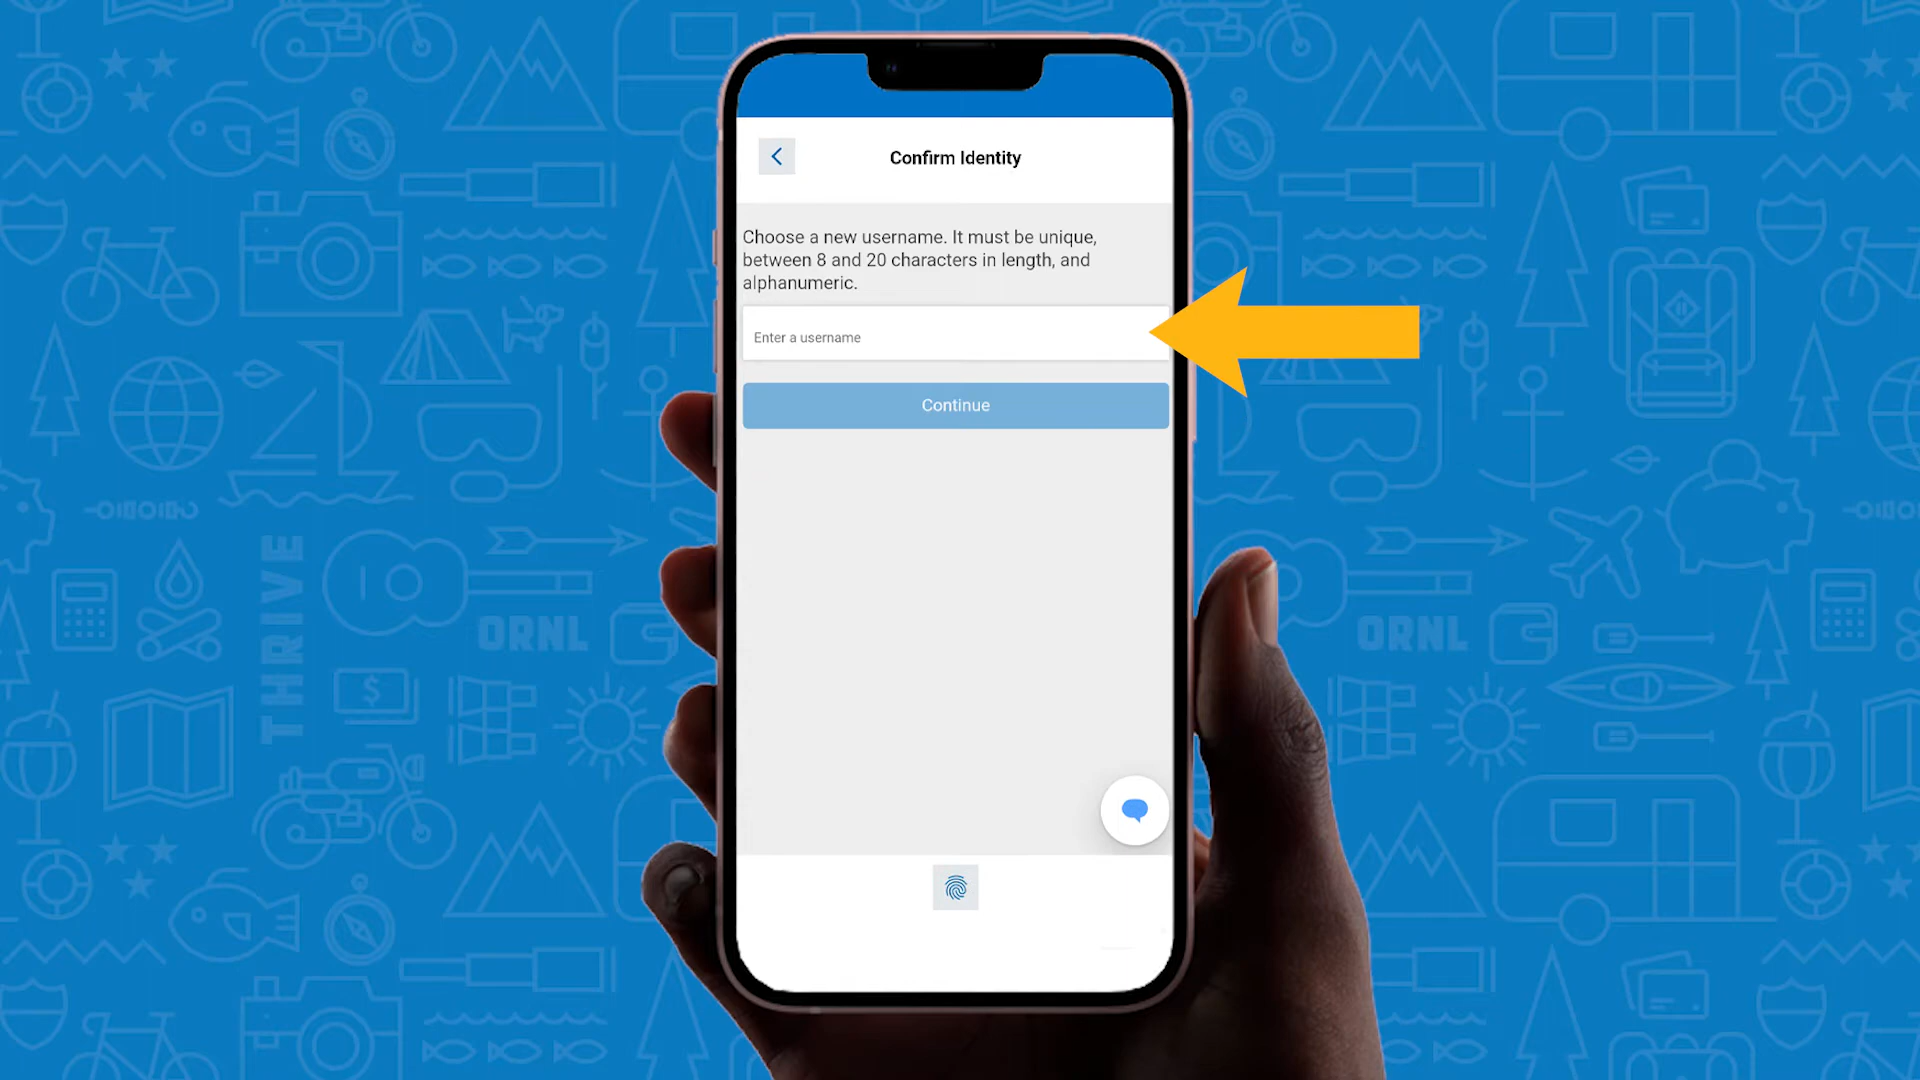 Confirm Identity
Choose a new username. It must be unique,
between 8 and 20 characters in length, and
alphanumeric.
Enter a username
Continue
THRIVE
ORNL
ORNL
$